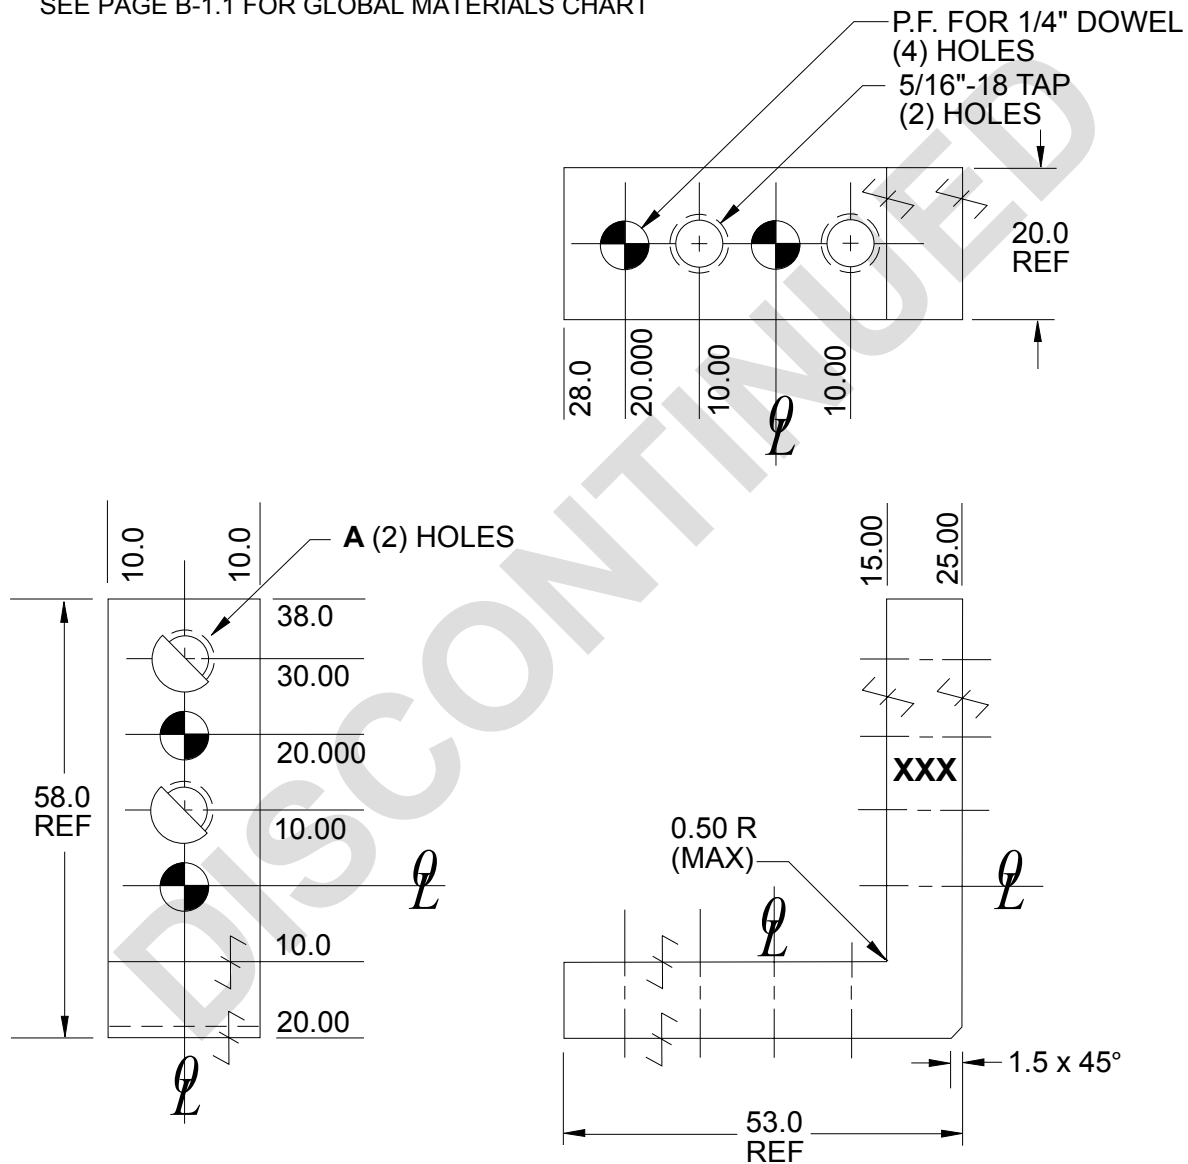 SEE PAGE B-1.1 FOR GLOBAL MATERIALS CHART
P.F. FOR 1/4" DOWEL
(4) HOLES
5/16"-18 TAP
(2) HOLES
20.0
REF
28.0
20.000
10.00
10.00
DISCONTINUED
10.0
10.0
A (2) HOLES
38.0
30.00
20.000
10.00
10.0
20.00
58.0
REF
15.00
25.00
XXX
0.50 R
(MAX)
1.5 x 45°
53.0
REF